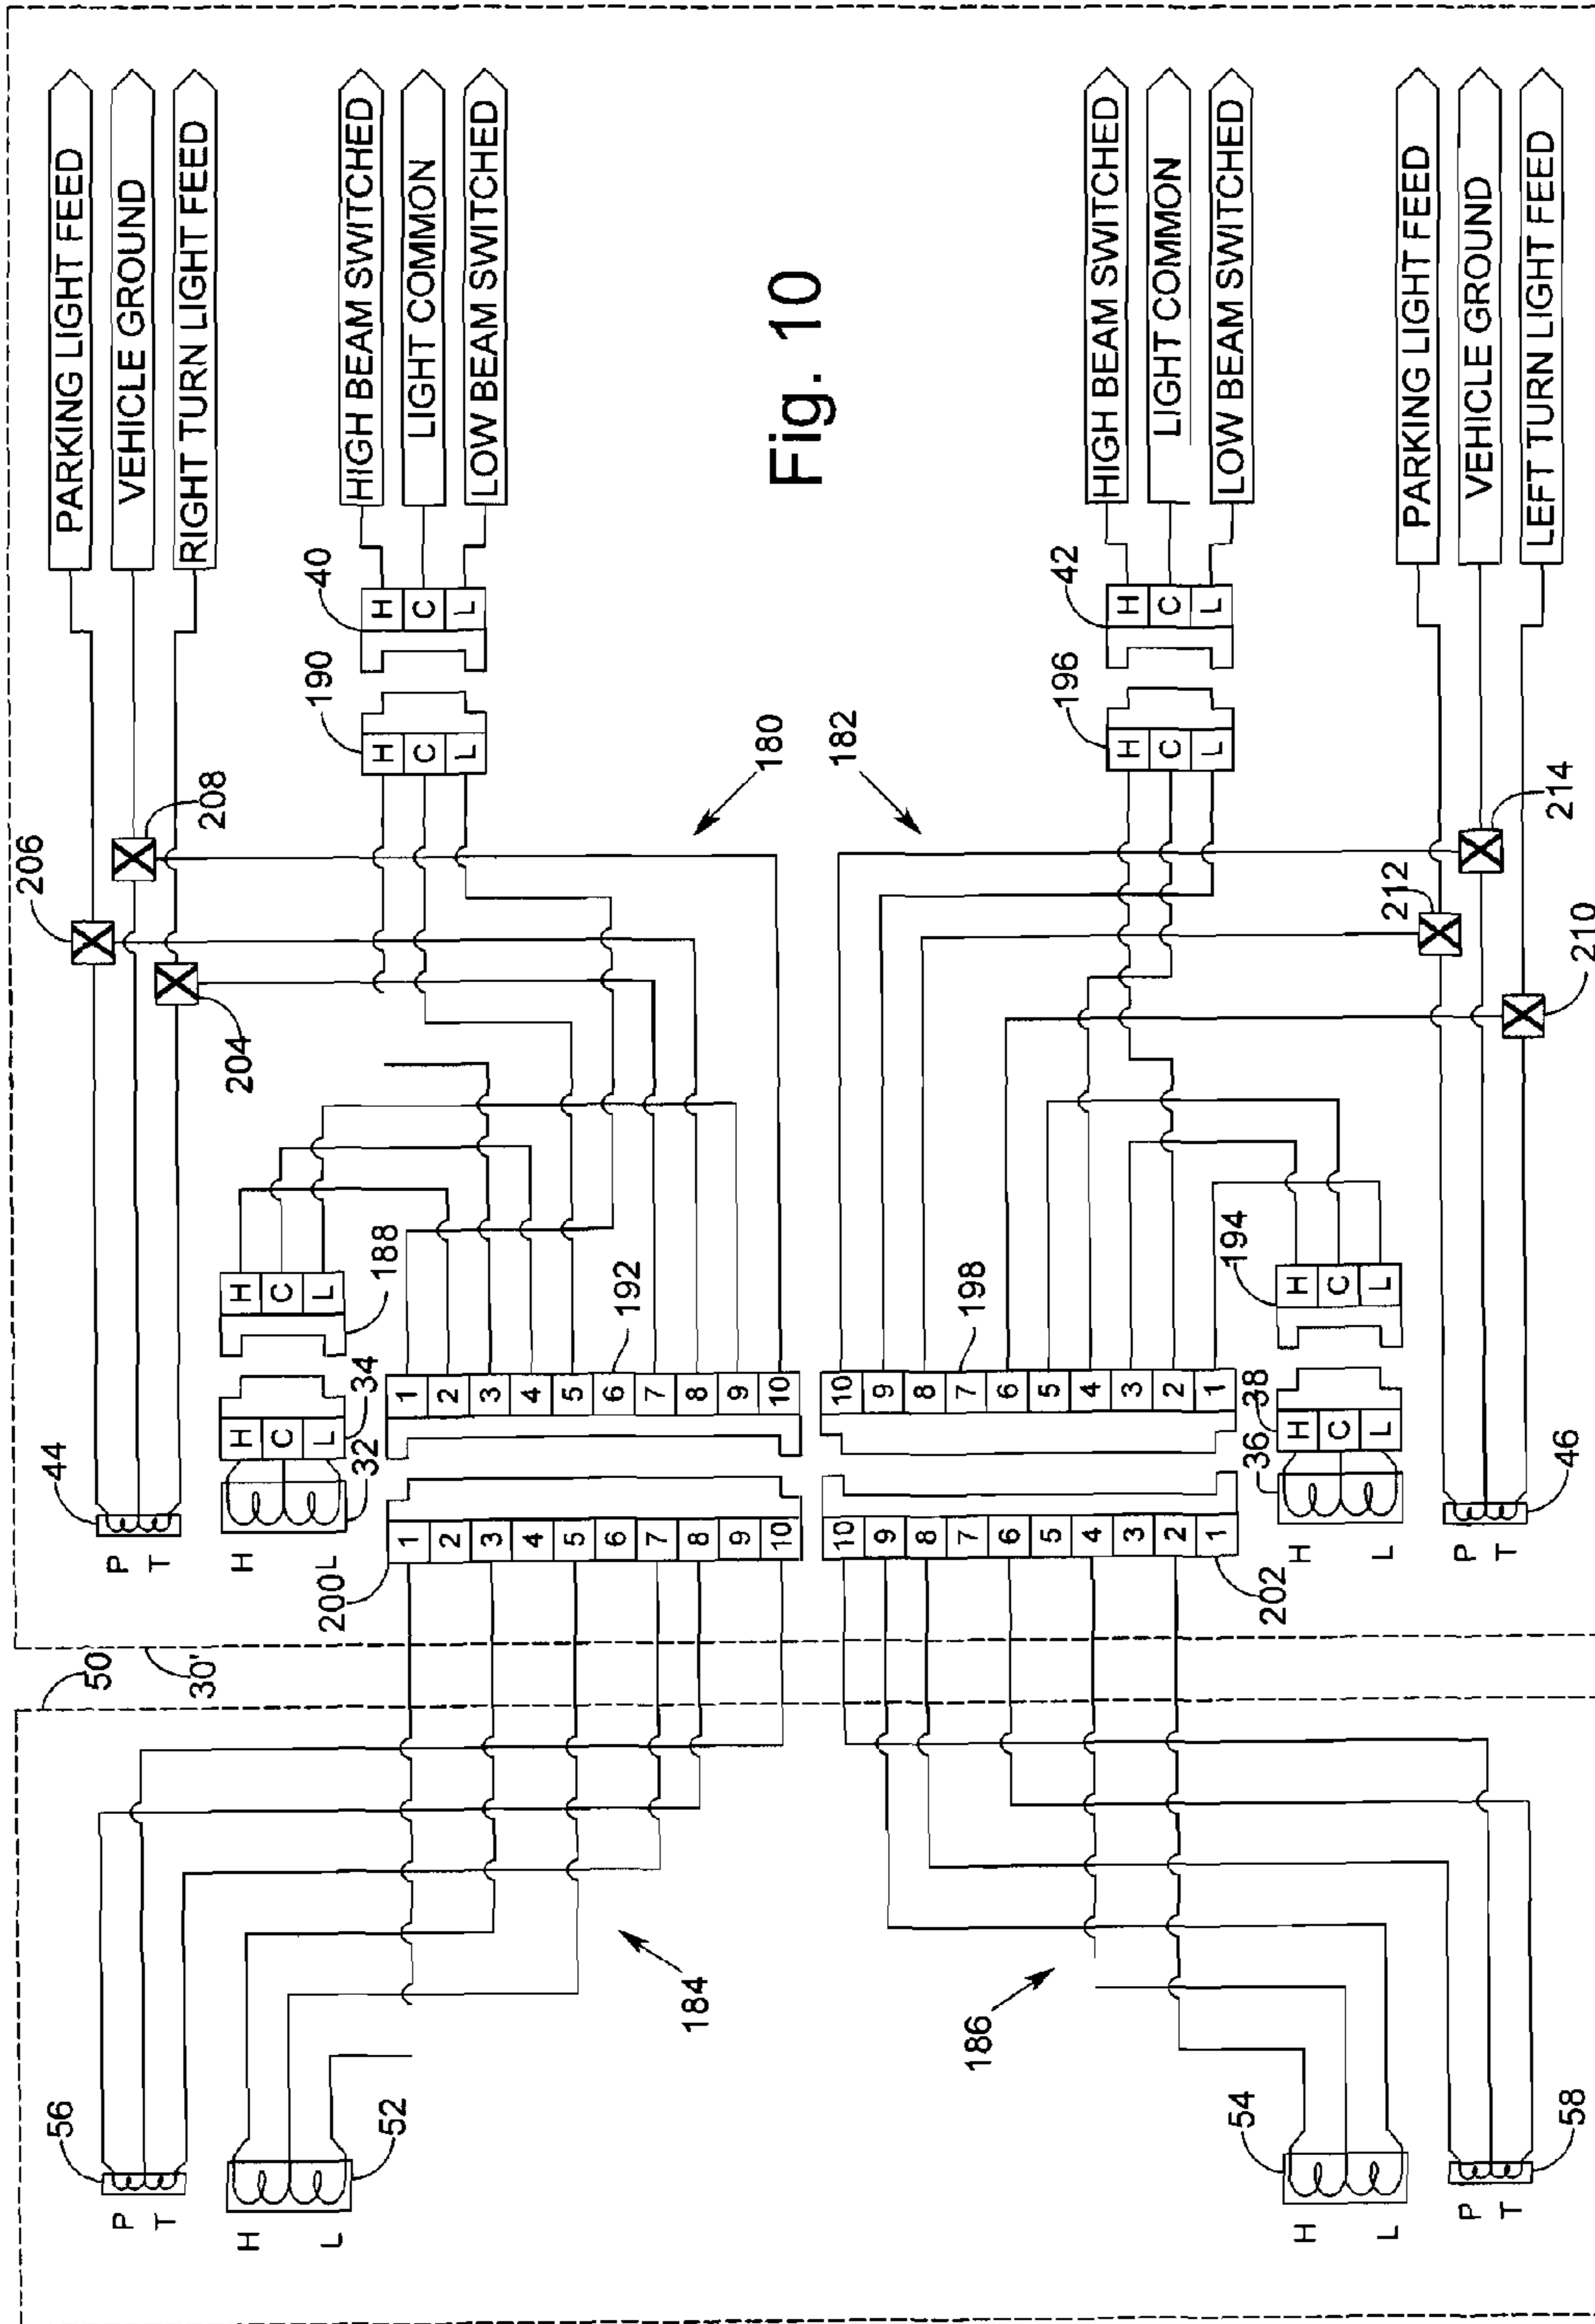 PARKING LIGHT FEED
VEHICLE GROUND
RIGHT TURN LIGHT FEED
HIGH BEAM SWITCHED
LIGHT COMMON
LOW BEAM SWITCHED
Fig. 10
HIGH BEAM SWITCHED
LIGHT COMMON
LOW BEAM SWITCHED
PARKING LIGHT FEED
VEHICLE GROUND
LEFT TURN LIGHT FEED
40
H
C
L
190
H
C
L
42
H
C
L
196
H
C
L
180
182
206
208
204
212
214
210
188
H
C
L
34
H
C
L
32
H
L
44
P
T
192
1
2
3
4
5
6
7
8
9
10
198
10
9
8
7
6
5
4
3
2
1
194
H
C
L
38
H
C
L
36
H
L
46
P
T
200
1
2
3
4
5
6
7
8
9
10
202
10
9
8
7
6
5
4
3
2
1
30'
50
184
186
56
P
T
52
H
L
54
H
L
58
P
T